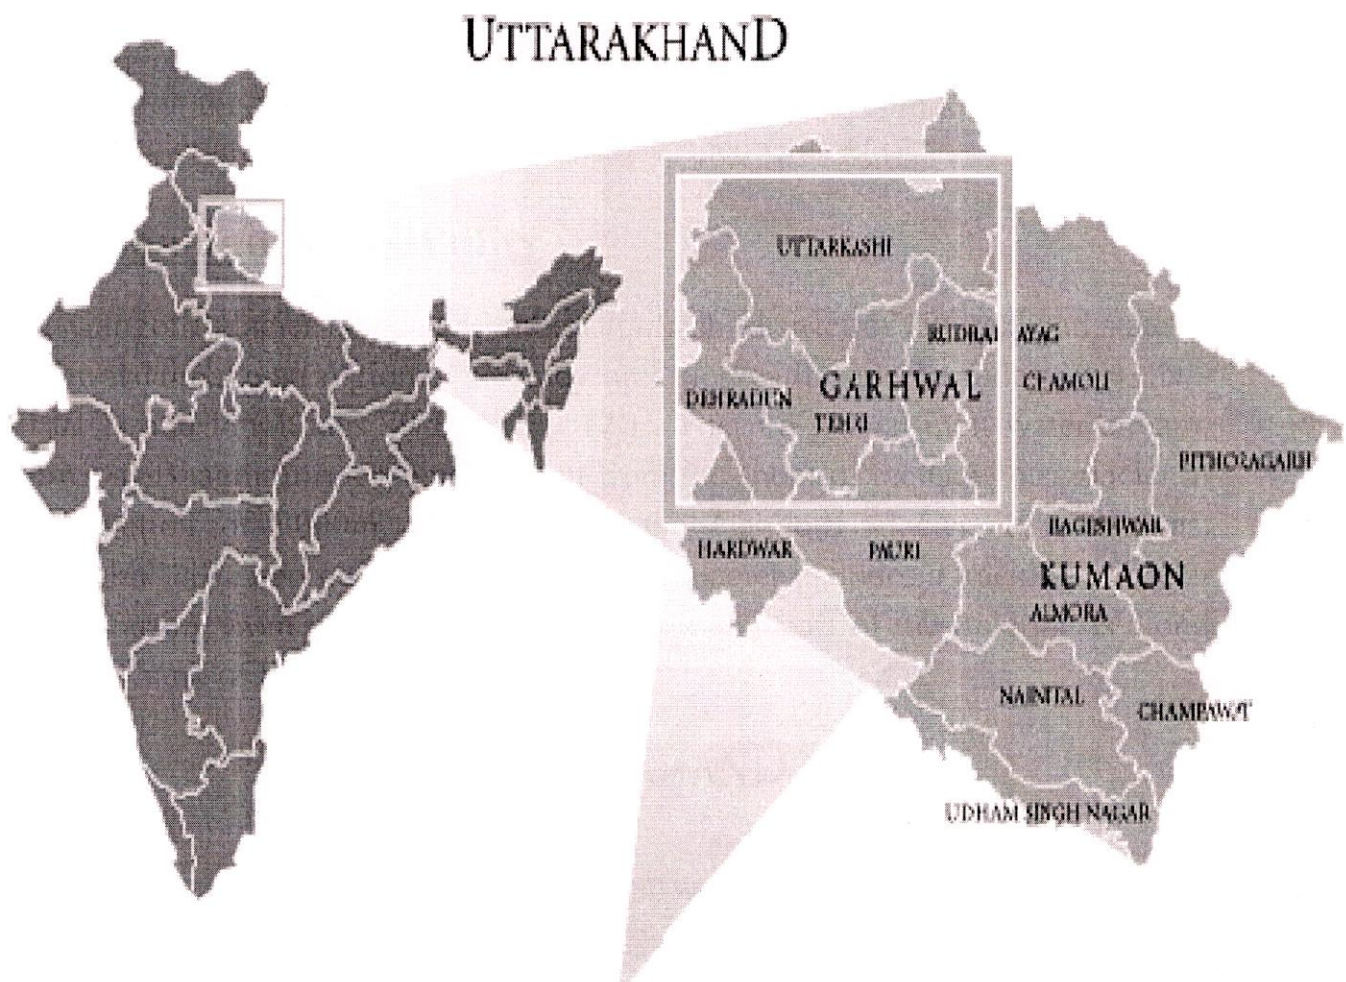 UTTARAKHAND
UTTARKASHI
RUDRAPRAYAG
GARHWAL
CHAMOLI
DEHRADUN
TEHRI
PITHORAGARH
BAGESHWAR
HARDWAR
PAURI
KUMAON
ALMORA
NAINITAL
CHAMPAWAT
UDHAM SINGH NAGAR